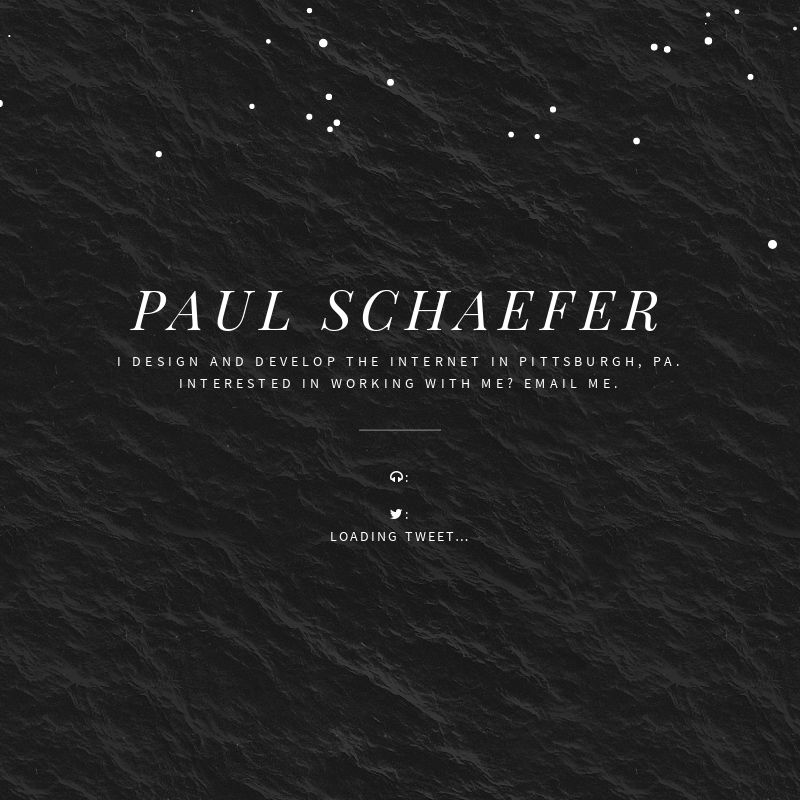 PAUL SCHAEFER
I DESIGN AND DEVELOP THE INTERNET IN PITTSBURGH, PA.
INTERESTED IN WORKING WITH ME? EMAIL ME.
:
:
LOADING TWEET...